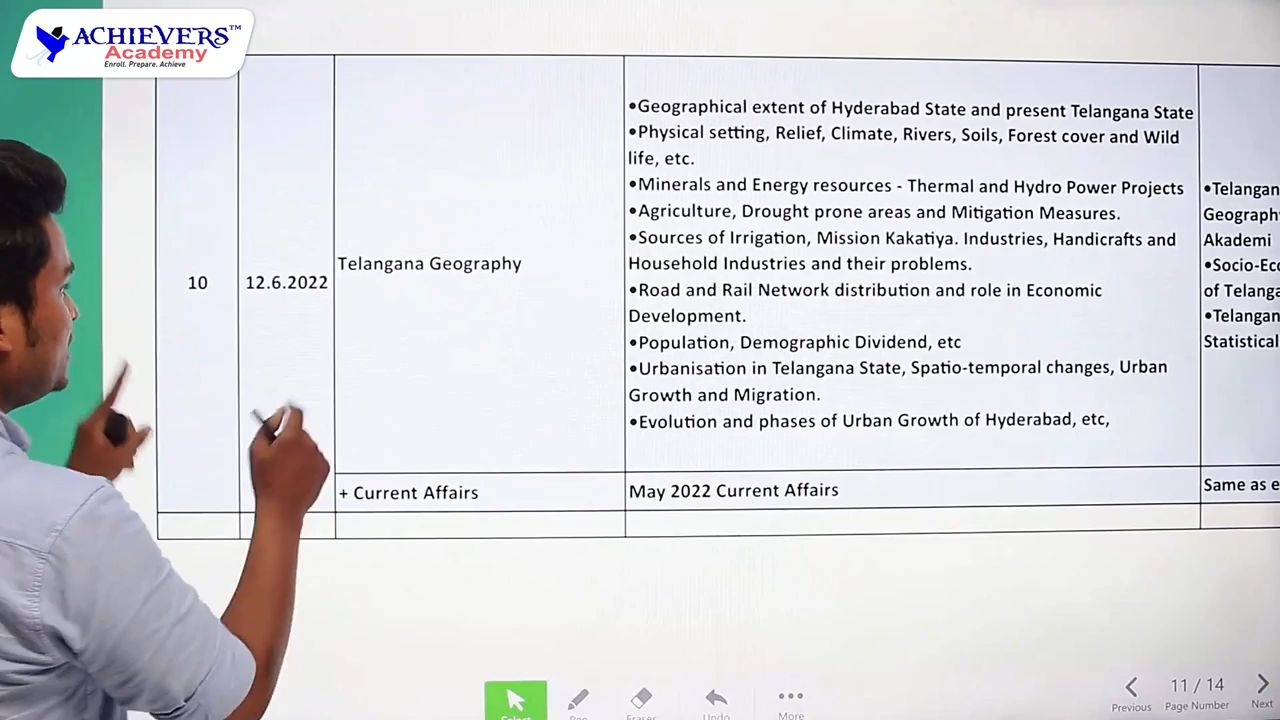 ACHIEVERS™
Academy
Enroll. Prepare. Achieve
10
12.6.2022
Telangana Geography
•Geographical extent of Hyderabad State and present Telangana State
•Physical setting, Relief, Climate, Rivers, Soils, Forest cover and Wild
life, etc.
•Minerals and Energy resources - Thermal and Hydro Power Projects
•Agriculture, Drought prone areas and Mitigation Measures.
•Sources of Irrigation, Mission Kakatiya. Industries, Handicrafts and
Household Industries and their problems.
•Road and Rail Network distribution and role in Economic
Development.
•Population, Demographic Dividend, etc
•Urbanisation in Telangana State, Spatio-temporal changes, Urban
Growth and Migration.
•Evolution and phases of Urban Growth of Hyderabad, etc,
•Telangan
Geography
Akademi
•Socio-Eco
of Telanga
•Telangan
Statistical
+ Current Affairs
May 2022 Current Affairs
Same as e
Select
Pen
Eraser
Undo
More
Previous
11 / 14
Page Number
Next